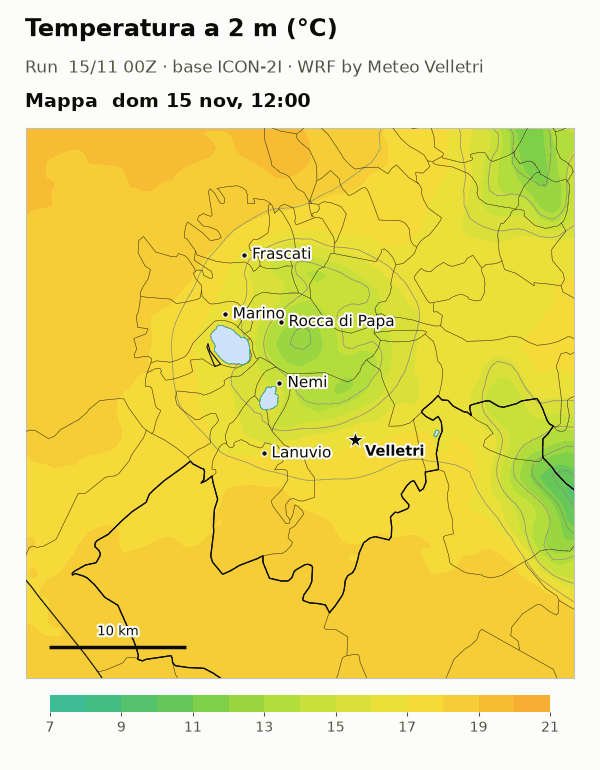 Temperatura a 2 m (°C)
Run  15/11 00Z · base ICON-2I · WRF by Meteo Velletri
Mappa  dom 15 nov, 12:00
Frascati
Marino
Rocca di Papa
Nemi
Velletri
Lanuvio
10 km
7 9 11 13 15 17 19 21